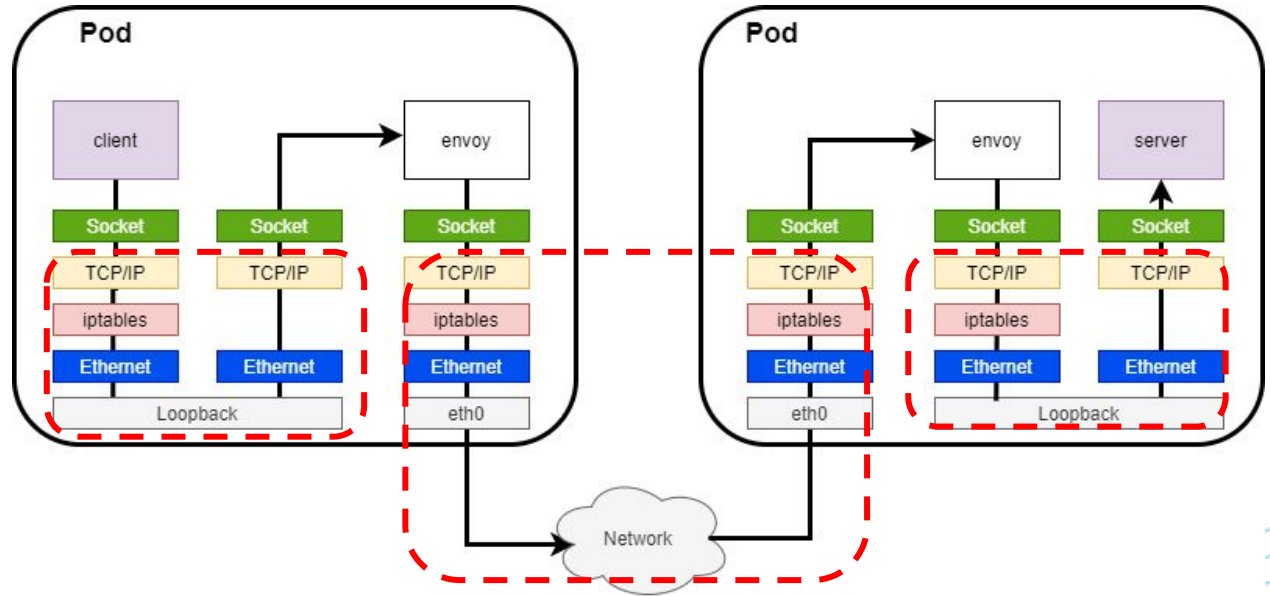 Pod
Pod
client
envoy
envoy
server
Socket
Socket
Socket
Socket
Socket
Socket
TCP/IP
TCP/IP
TCP/IP
TCP/IP
TCP/IP
TCP/IP
iptables
iptables
iptables
iptables
Ethernet
Ethernet
Ethernet
Ethernet
Ethernet
Ethernet
Loopback
eth0
eth0
Loopback
Network